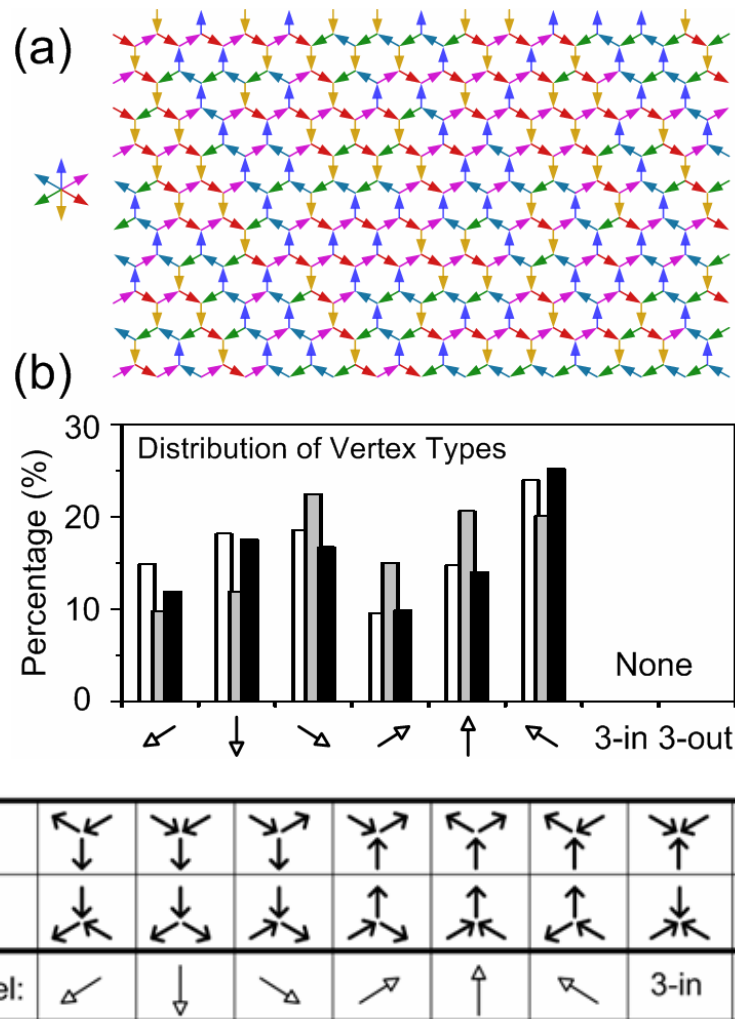 (a)
(b)
30
Distribution of Vertex Types
20
Percentage (%)
10
None
0
3-in 3-out
el:
3-in